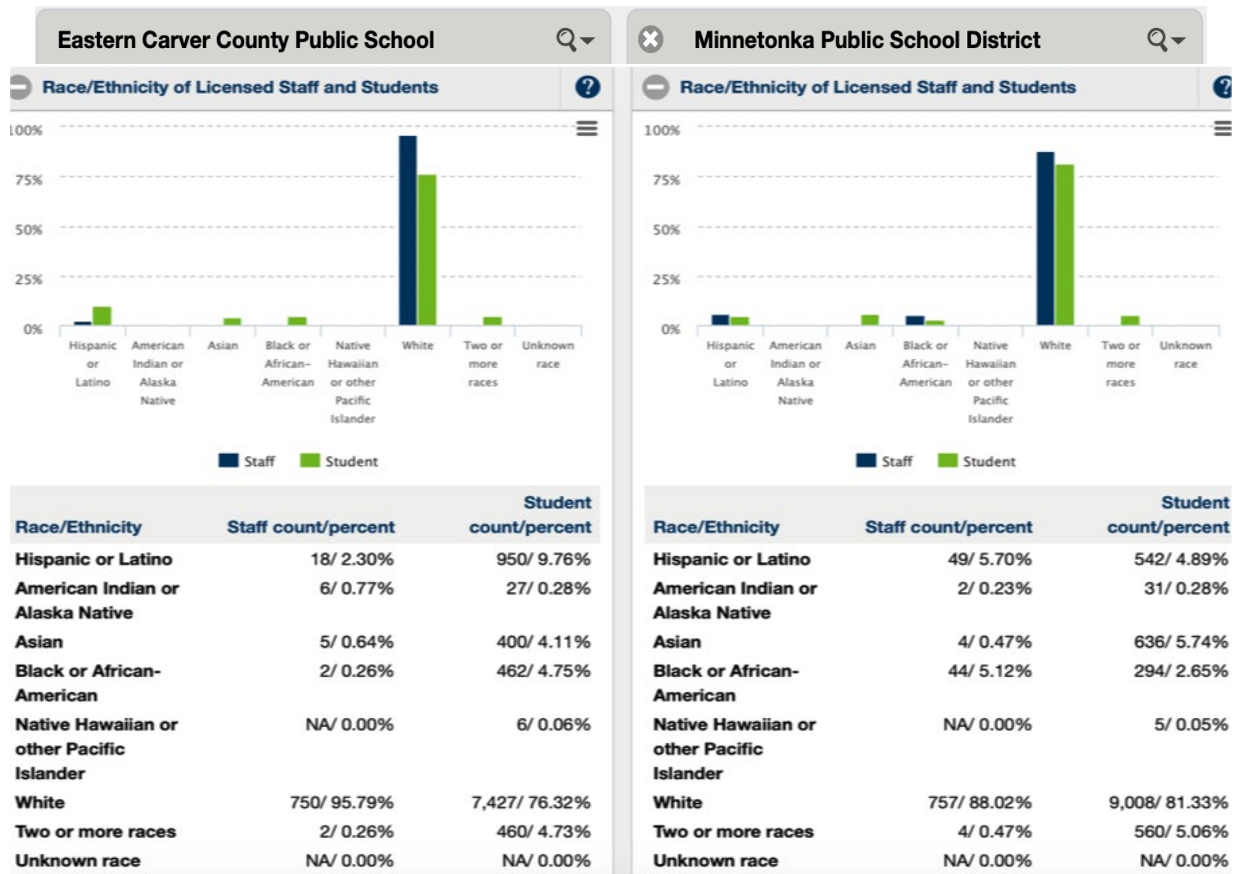 Eastern Carver County Public School
Race/Ethnicity of Licensed Staff and Students
?
100%
75%
50%
25%
0%
Hispanic or Latino
American Indian or Alaska Native
Asian
Black or African-American
Native Hawaiian or other Pacific Islander
White
Two or more races
Unknown race
Staff Student
Race/Ethnicity Staff count/percent Student count/percent
Hispanic or Latino 18/ 2.30% 950/ 9.76%
American Indian or Alaska Native 6/ 0.77% 27/ 0.28%
Asian 5/ 0.64% 400/ 4.11%
Black or African-American 2/ 0.26% 462/ 4.75%
Native Hawaiian or other Pacific Islander NA/ 0.00% 6/ 0.06%
White 750/ 95.79% 7,427/ 76.32%
Two or more races 2/ 0.26% 460/ 4.73%
Unknown race NA/ 0.00% NA/ 0.00%
Minnetonka Public School District
Race/Ethnicity of Licensed Staff and Students
?
100%
75%
50%
25%
0%
Hispanic or Latino
American Indian or Alaska Native
Asian
Black or African-American
Native Hawaiian or other Pacific Islander
White
Two or more races
Unknown race
Staff Student
Race/Ethnicity Staff count/percent Student count/percent
Hispanic or Latino 49/ 5.70% 542/ 4.89%
American Indian or Alaska Native 2/ 0.23% 31/ 0.28%
Asian 4/ 0.47% 636/ 5.74%
Black or African-American 44/ 5.12% 294/ 2.65%
Native Hawaiian or other Pacific Islander NA/ 0.00% 5/ 0.05%
White 757/ 88.02% 9,008/ 81.33%
Two or more races 4/ 0.47% 560/ 5.06%
Unknown race NA/ 0.00% NA/ 0.00%